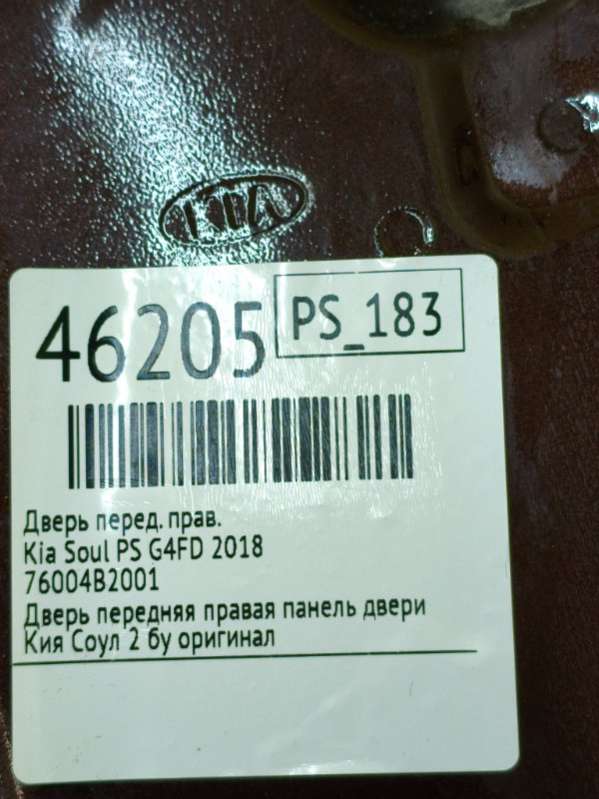 KIA
46205
PS_183
Дверь перед. прав.
Kia Soul PS G4FD 2018
76004B2001
Дверь передняя правая панель двери
Кия Соул 2 бу оригинал